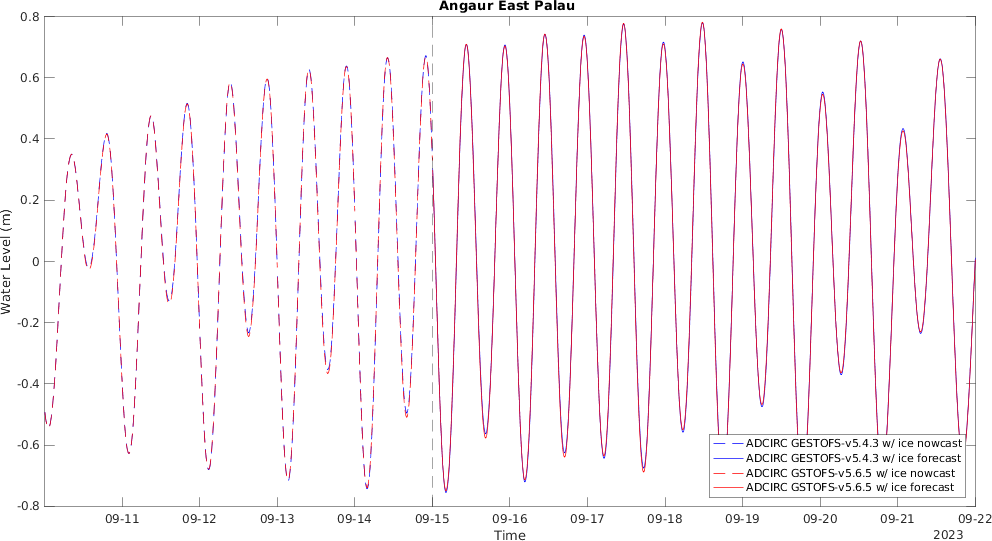 Angaur East Palau
Water Level (m)
0.8
0.6
0.4
0.2
0
-0.2
-0.4
-0.6
-0.8
ADCIRC GESTOFS-v5.4.3 w/ ice nowcast
ADCIRC GESTOFS-v5.4.3 w/ ice forecast
ADCIRC GSTOFS-v5.6.5 w/ ice nowcast
ADCIRC GSTOFS-v5.6.5 w/ ice forecast
09-11 09-12 09-13 09-14 09-15 09-16 09-17 09-18 09-19 09-20 09-21 09-22
Time
2023